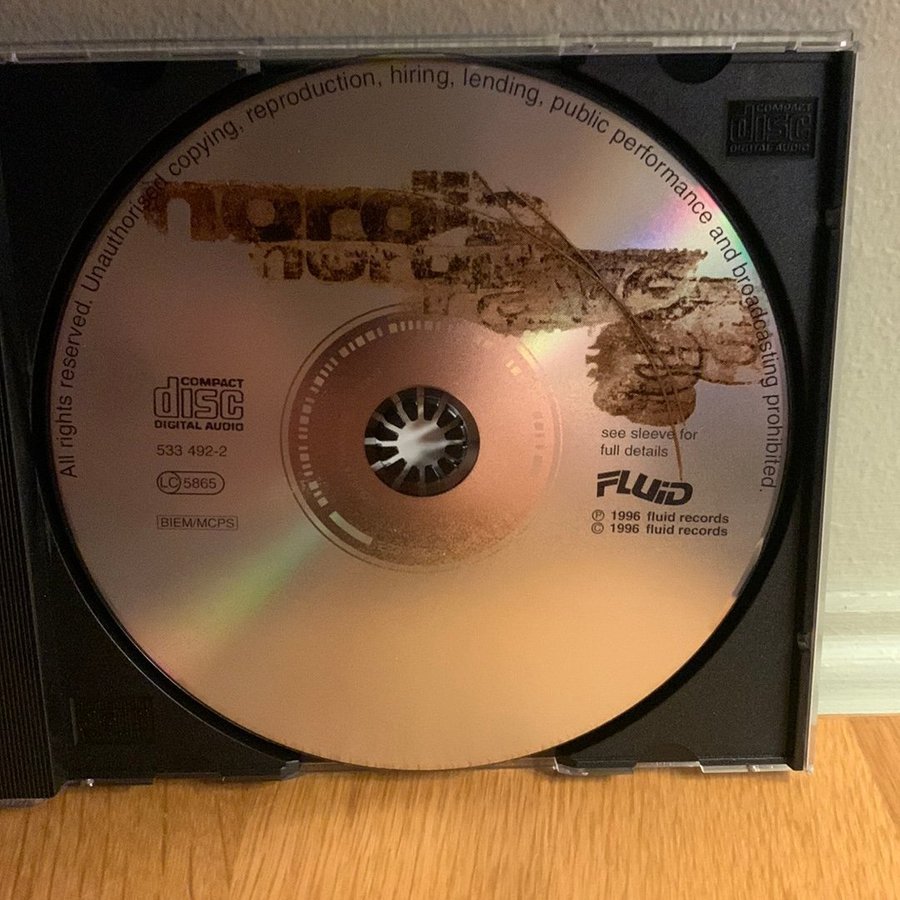 All rights reserved. Unauthorised copying, reproduction, hiring, lending, public performance and broadcasting prohibited.
COMPACT
disc
DIGITAL AUDIO
COMPACT
disc
DIGITAL AUDIO
533 492-2
LC 5865
BIEM/MCPS
see sleeve for
full details
FLUiD
℗ 1996 fluid records
© 1996 fluid records